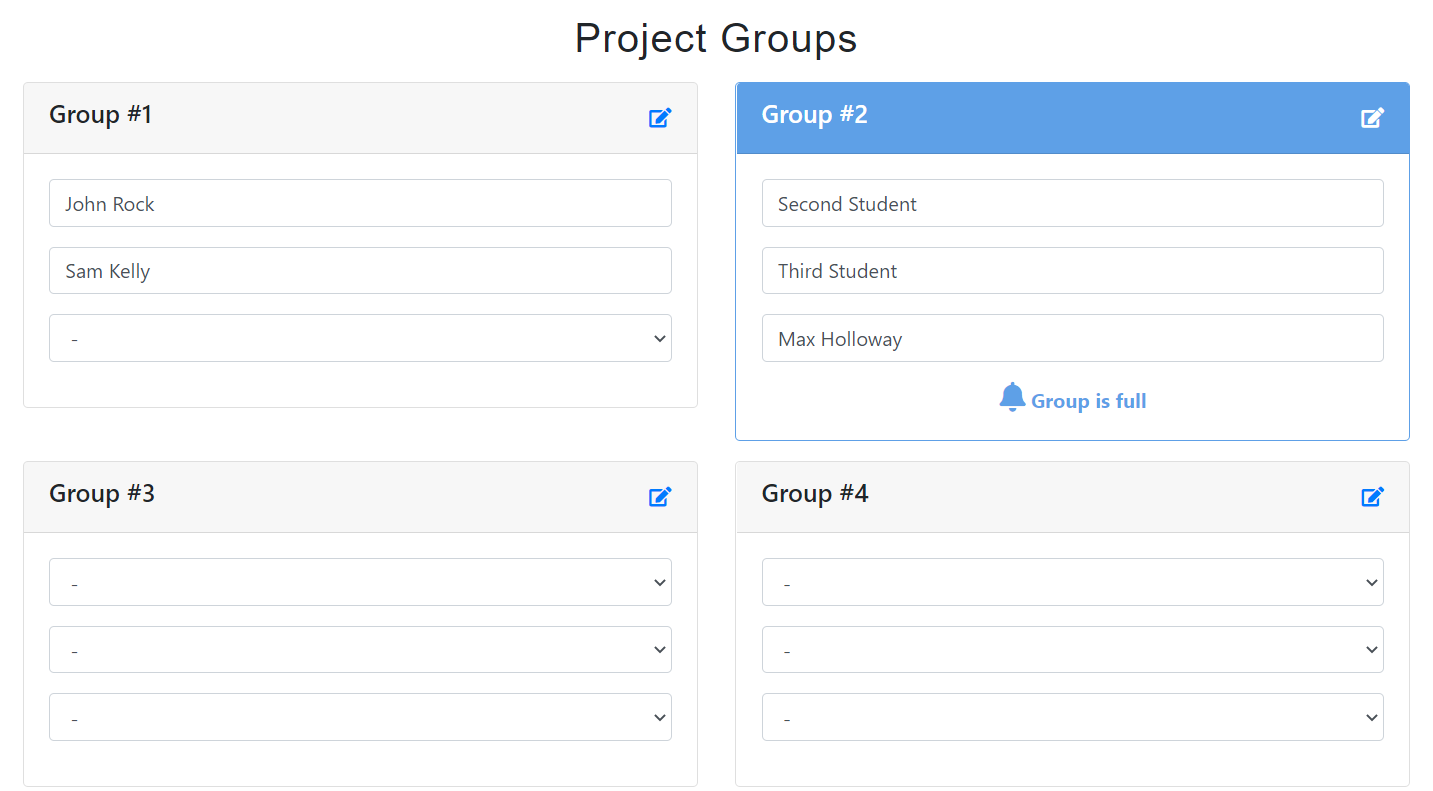 Project Groups
Group #1
John Rock
Sam Kelly
-
Group #2
Second Student
Third Student
Max Holloway
Group is full
Group #3
-
-
-
Group #4
-
-
-